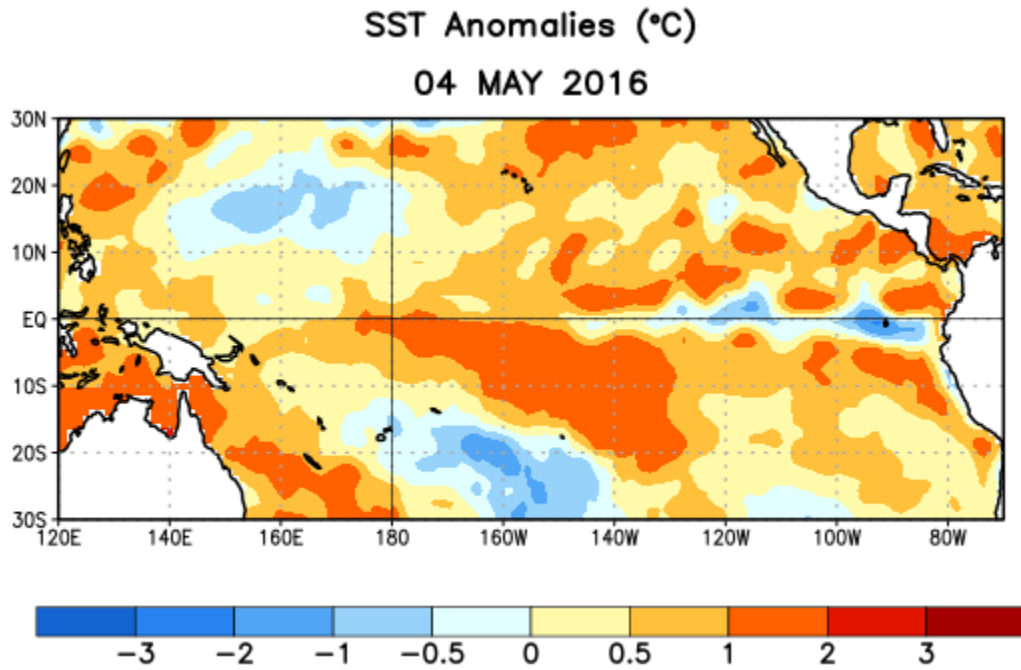 SST Anomalies (°C)
04 MAY 2016
30N
20N
10N
EQ
10S
20S
30S
120E 140E 160E 180 160W 140W 120W 100W 80W
-3 -2 -1 -0.5 0 0.5 1 2 3